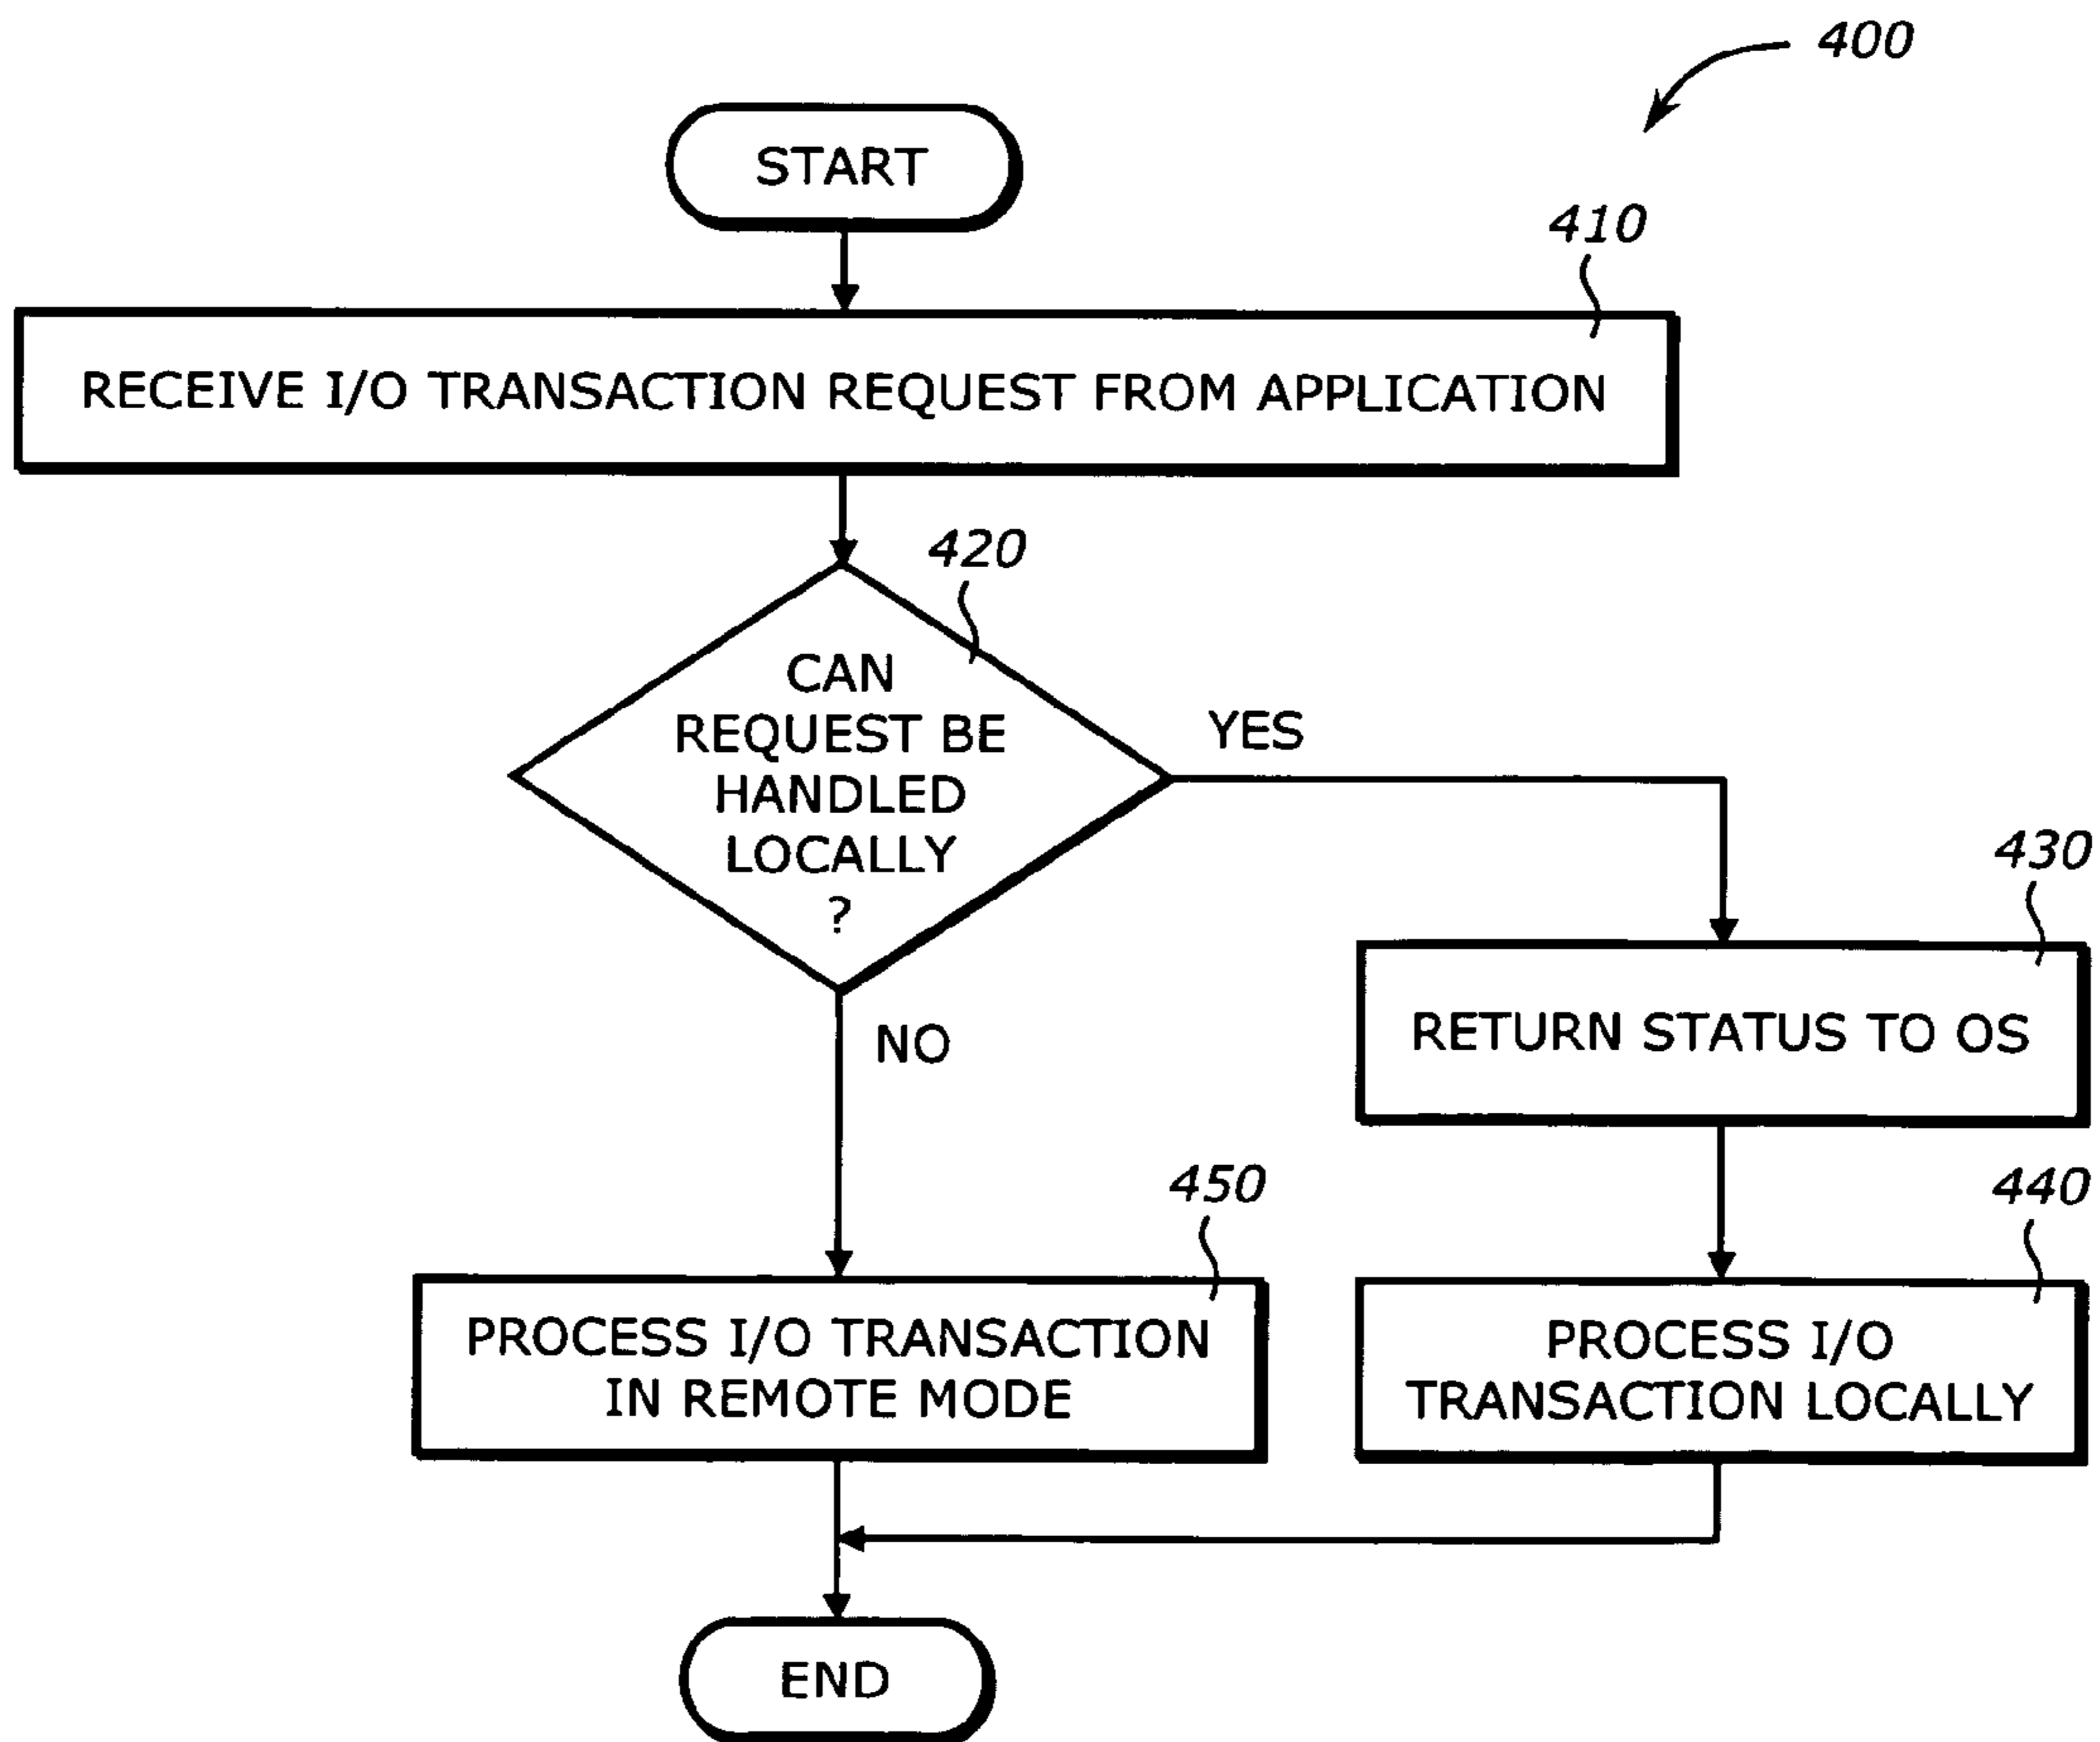 400
START
410
RECEIVE I/O TRANSACTION REQUEST FROM APPLICATION
420
CAN
REQUEST BE
HANDLED
LOCALLY
?
YES
NO
430
RETURN STATUS TO OS
450
PROCESS I/O TRANSACTION
IN REMOTE MODE
440
PROCESS I/O
TRANSACTION LOCALLY
END